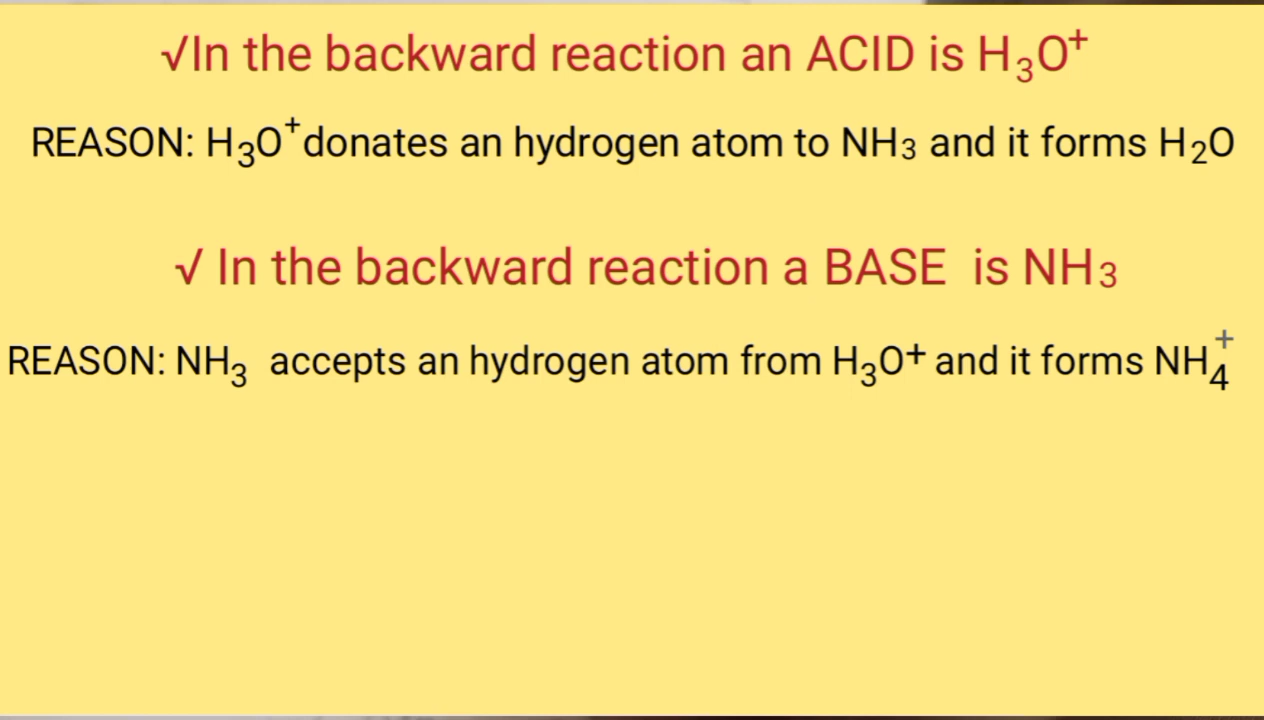 √In the backward reaction an ACID is H₃O⁺
REASON: H₃O⁺donates an hydrogen atom to NH₃ and it forms H₂O
√ In the backward reaction a BASE is NH₃
REASON: NH₃ accepts an hydrogen atom from H₃O⁺ and it forms NH₄⁺